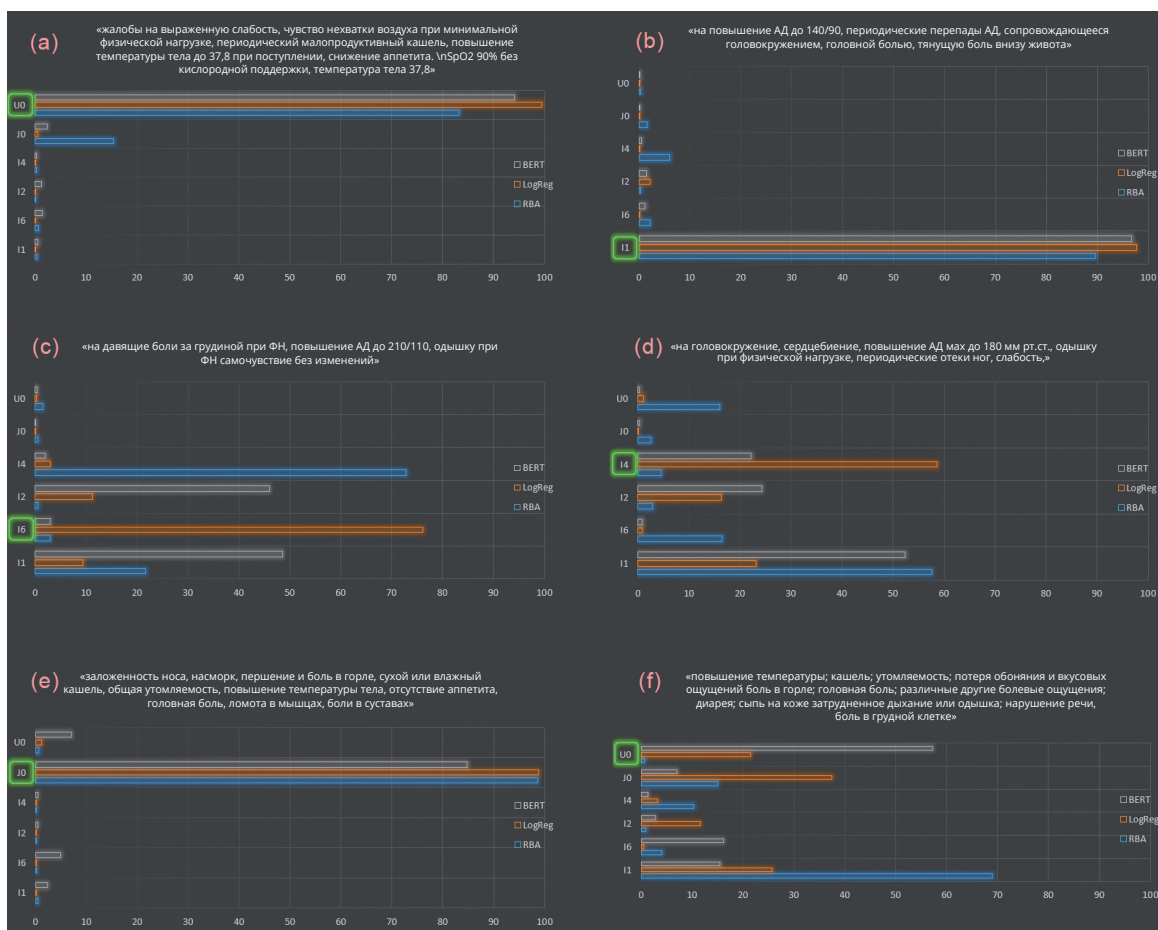 (a)
«жалобы на выраженную слабость, чувство нехватки воздуха при минимальной
физической нагрузке, периодический малопродуктивный кашель, повышение
температуры тела до 37,8 при поступлении, снижение аппетита. \nSpO2 90% без
кислородной поддержки, температура тела 37,8»
U0
J0
I4
I2
I6
I1
BERT
LogReg
RBA
0 10 20 30 40 50 60 70 80 90 100
(b)
«на повышение АД до 140/90, периодические перепады АД, сопровождающееся
головокружением, головной болью, тянущую боль внизу живота»
U0
J0
I4
I2
I6
I1
BERT
LogReg
RBA
0 10 20 30 40 50 60 70 80 90 100
(c)
«на давящие боли за грудиной при ФН, повышение АД до 210/110, одышку при
ФН самочувствие без изменений»
U0
J0
I4
I2
I6
I1
BERT
LogReg
RBA
0 10 20 30 40 50 60 70 80 90 100
(d)
«на головокружение, сердцебиение, повышение АД мах до 180 мм рт.ст., одышку
при физической нагрузке, периодические отеки ног, слабость,»
U0
J0
I4
I2
I6
I1
BERT
LogReg
RBA
0 10 20 30 40 50 60 70 80 90 100
(e)
«заложенность носа, насморк, першение и боль в горле, сухой или влажный
кашель, общая утомляемость, повышение температуры тела, отсутствие аппетита,
головная боль, ломота в мышцах, боли в суставах»
U0
J0
I4
I2
I6
I1
BERT
LogReg
RBA
0 10 20 30 40 50 60 70 80 90 100
(f)
«повышение температуры; кашель; утомляемость; потеря обоняния и вкусовых
ощущений боль в горле; головная боль; различные другие болевые ощущения;
диарея; сыпь на коже затрудненное дыхание или одышка; нарушение речи,
боль в грудной клетке»
U0
J0
I4
I2
I6
I1
BERT
LogReg
RBA
0 10 20 30 40 50 60 70 80 90 100